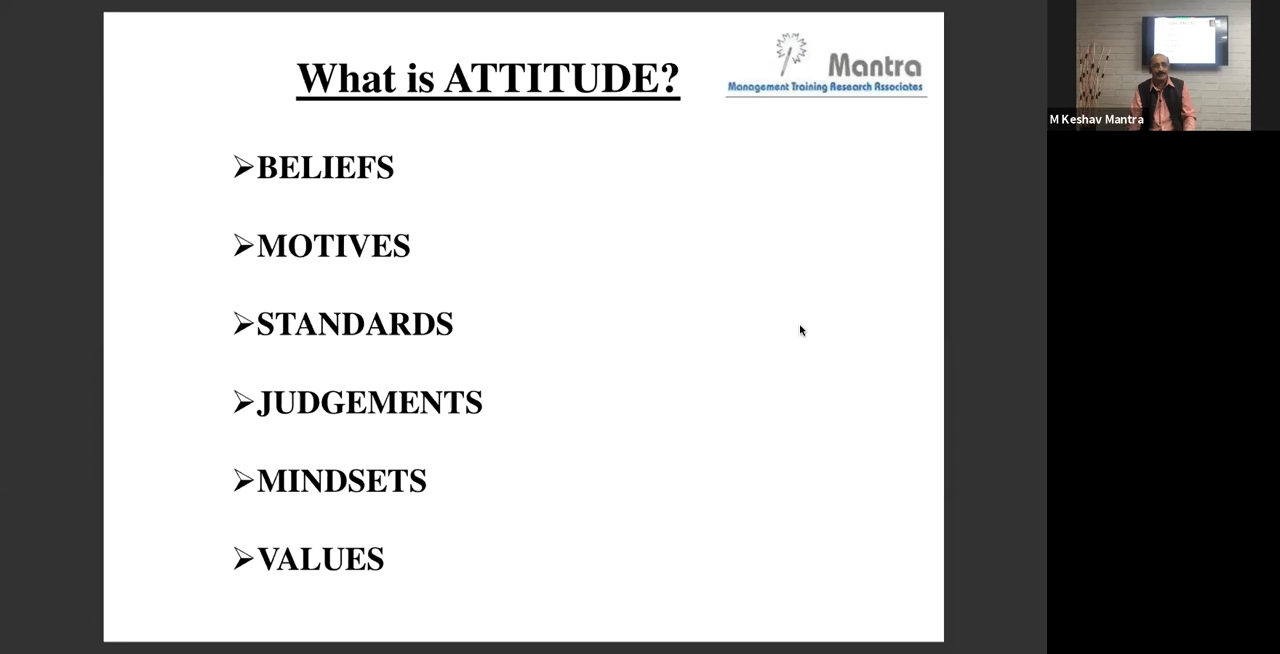 What is ATTITUDE?
Mantra
Management Training Research Associates
➢BELIEFS
➢MOTIVES
➢STANDARDS
➢JUDGEMENTS
➢MINDSETS
➢VALUES
M Keshav Mantra